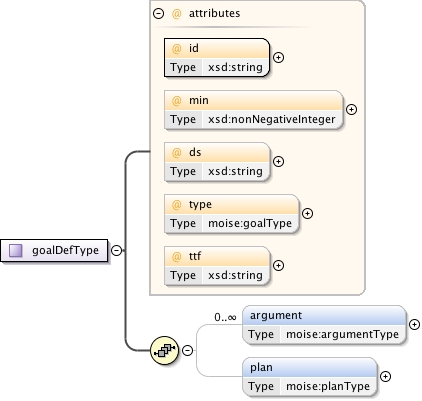 @ attributes
@ id
Type xsd:string
@ min
Type xsd:nonNegativeInteger
@ ds
Type xsd:string
@ type
Type moise:goalType
goalDefType
@ ttf
Type xsd:string
0..∞
argument
Type moise:argumentType
plan
Type moise:planType